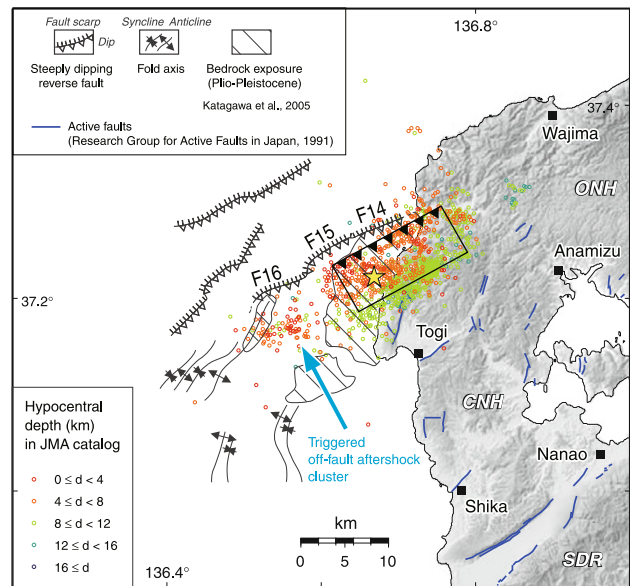 Fault scarp
Syncline Anticline
Dip
Steeply dipping
reverse fault
Fold axis
Bedrock exposure
(Plio-Pleistocene)
Katagawa et al., 2005
Active faults
(Research Group for Active Faults in Japan, 1991)
136.8°
37.4°
Wajima
ONH
F14
F15
F16
Anamizu
37.2°
Togi
CNH
Hypocentral
depth (km)
in JMA catalog
0 ≤ d < 4
4 ≤ d < 8
8 ≤ d < 12
12 ≤ d < 16
16 ≤ d
Triggered
off-fault aftershock
cluster
Nanao
Shika
km
0 5 10
SDR
136.4°